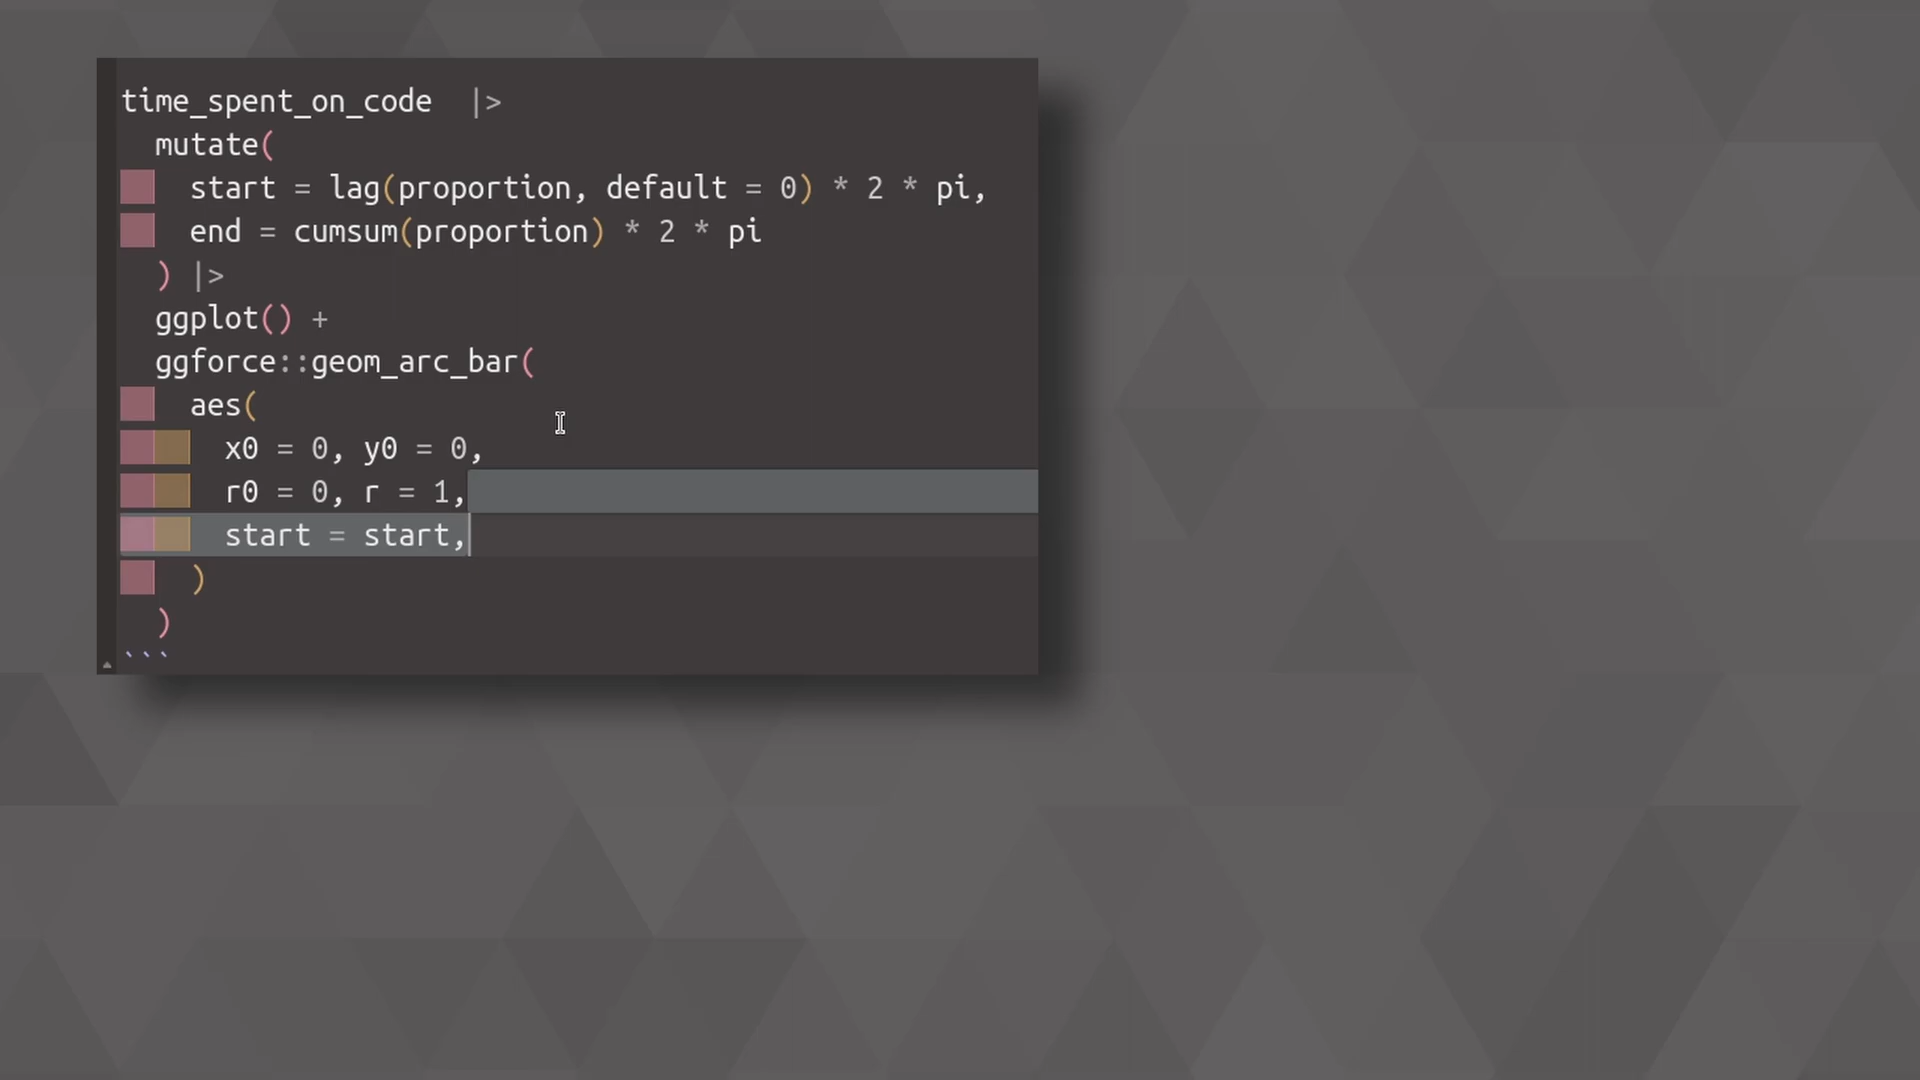 time_spent_on_code  |>
  mutate(
    start = lag(proportion, default = 0) * 2 * pi,
    end = cumsum(proportion) * 2 * pi
  ) |>
  ggplot() +
  ggforce::geom_arc_bar(
    aes(
      x0 = 0, y0 = 0,
      r0 = 0, r = 1,
      start = start,
    )
  )
```